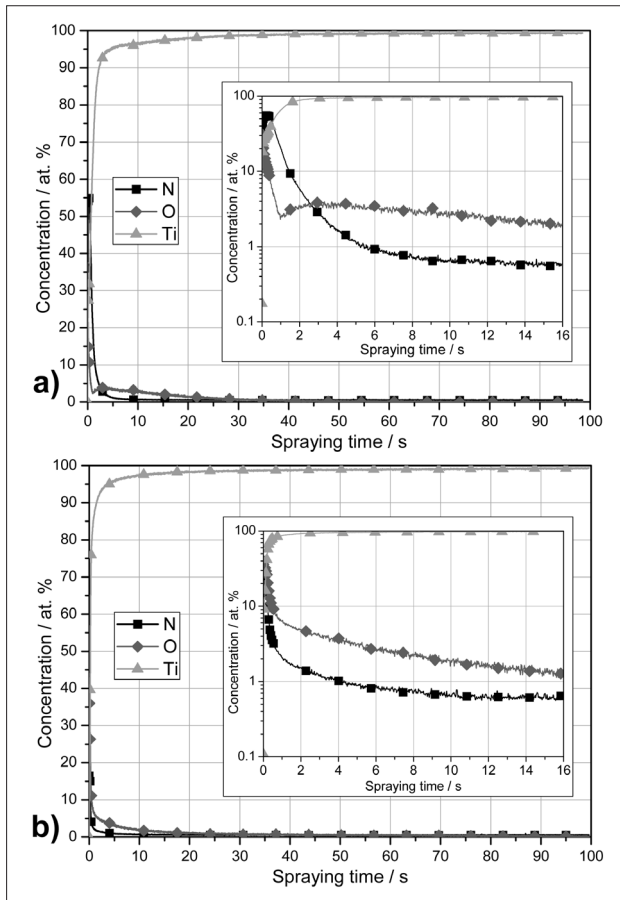 100
90
80
70
60
50
40
30
20
10
0
Concentration / at. %
N
O
Ti
100
10
1
0.1
Concentration / at. %
0 2 4 6 8 10 12 14 16
Spraying time / s
a)
0 10 20 30 40 50 60 70 80 90 100
Spraying time / s
100
90
80
70
60
50
40
30
20
10
0
Concentration / at. %
N
O
Ti
100
10
1
0.1
Concentration / at. %
0 2 4 6 8 10 12 14 16
Spraying time / s
b)
0 10 20 30 40 50 60 70 80 90 100
Spraying time / s